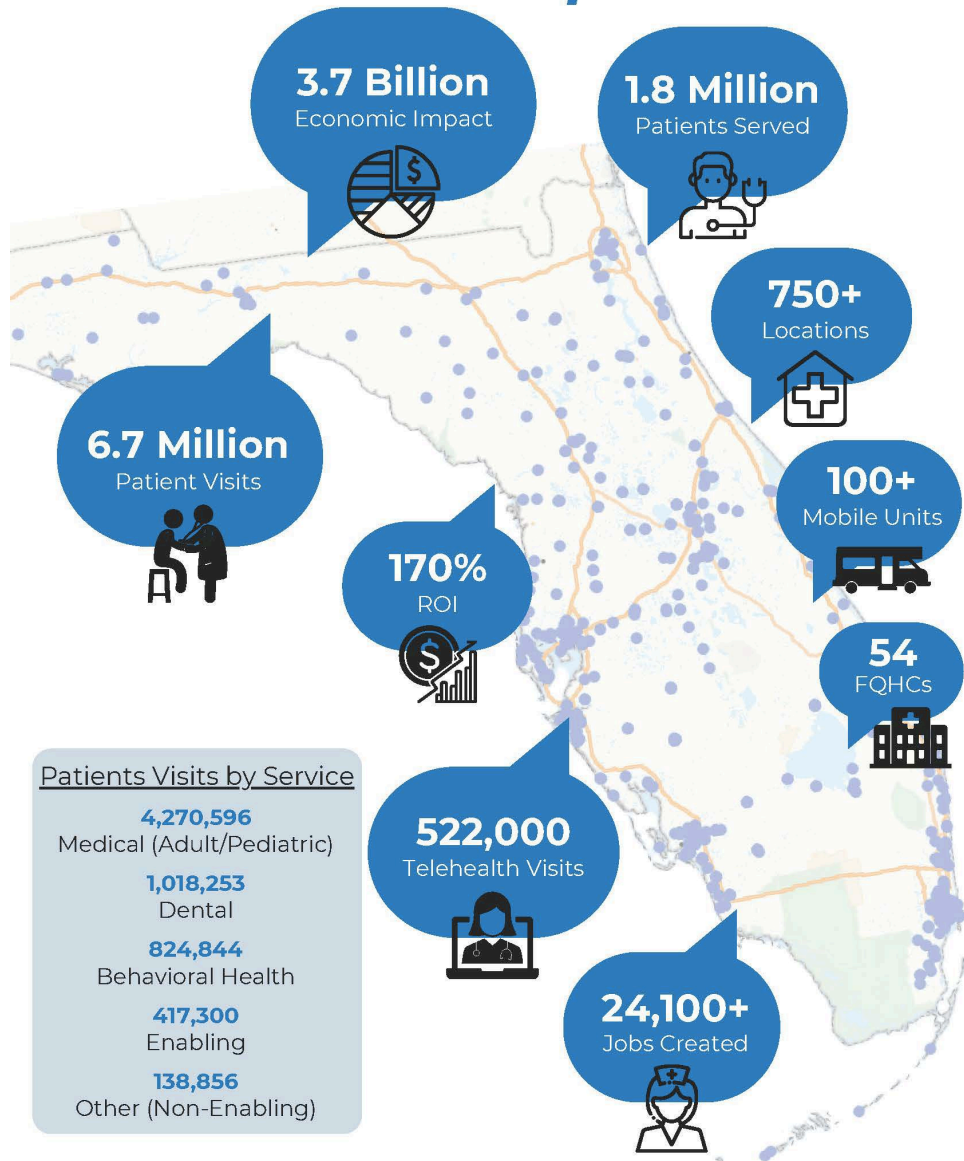 3.7 Billion
Economic Impact
$
1.8 Million
Patients Served
750+
Locations
6.7 Million
Patient Visits
100+
Mobile Units
170%
ROI
$
54
FQHCs
522,000
Telehealth Visits
24,100+
Jobs Created
Patients Visits by Service
4,270,596
Medical (Adult/Pediatric)
1,018,253
Dental
824,844
Behavioral Health
417,300
Enabling
138,856
Other (Non-Enabling)